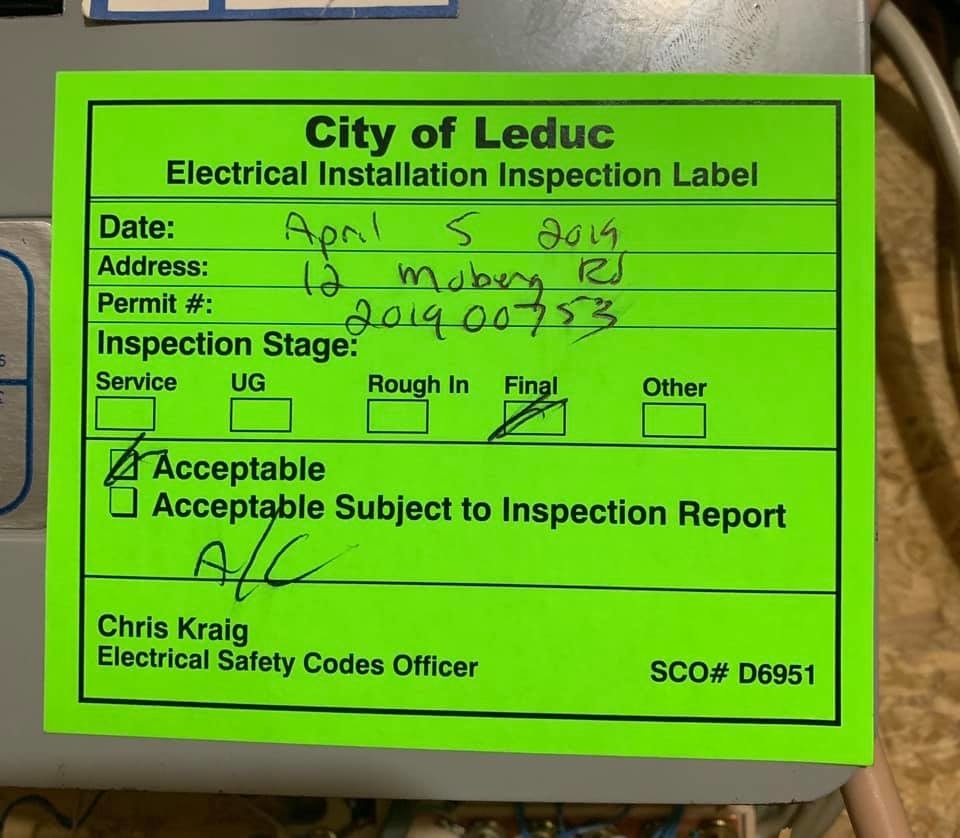 City of Leduc
Electrical Installation Inspection Label
Date: April 5 2019
Address: 12 Moberg Rd
Permit #: 2019 00753
Inspection Stage:
Service UG Rough In Final Other
Acceptable
Acceptable Subject to Inspection Report
A/C
Chris Kraig
Electrical Safety Codes Officer SCO# D6951